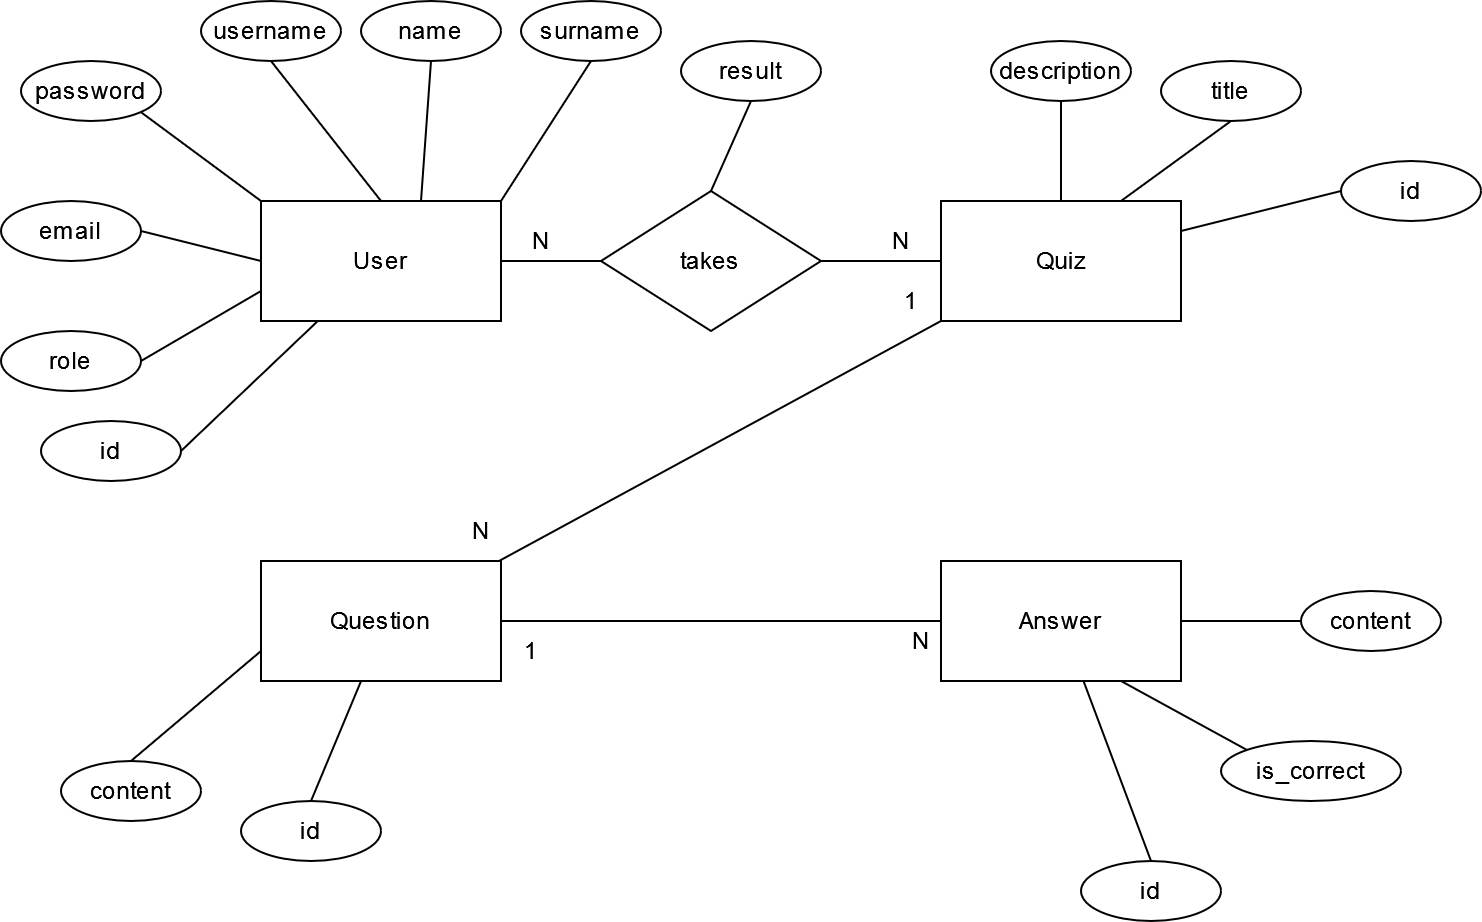 username
name
surname
password
result
description
title
id
email
User
N
takes
N
Quiz
1
role
id
N
Question
1
N
Answer
content
content
id
is_correct
id